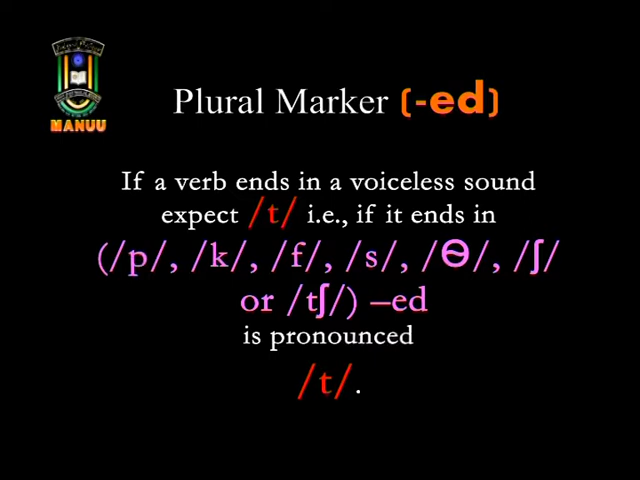 MANUU
Plural Marker (-ed)
If a verb ends in a voiceless sound
expect /t/ i.e., if it ends in
(/p/, /k/, /f/, /s/, /Ɵ/, /ʃ/
or /tʃ/) –ed
is pronounced
/t/.